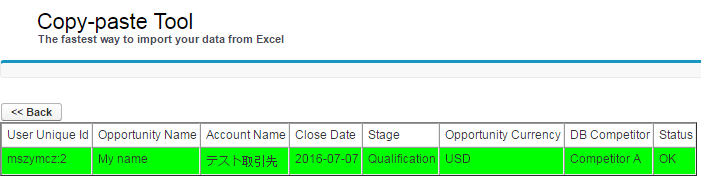 Copy-paste Tool
The fastest way to import your data from Excel
<< Back
User Unique Id Opportunity Name Account Name Close Date Stage Opportunity Currency DB Competitor Status
mszymcz:2 My name テスト取引先 2016-07-07 Qualification USD Competitor A OK